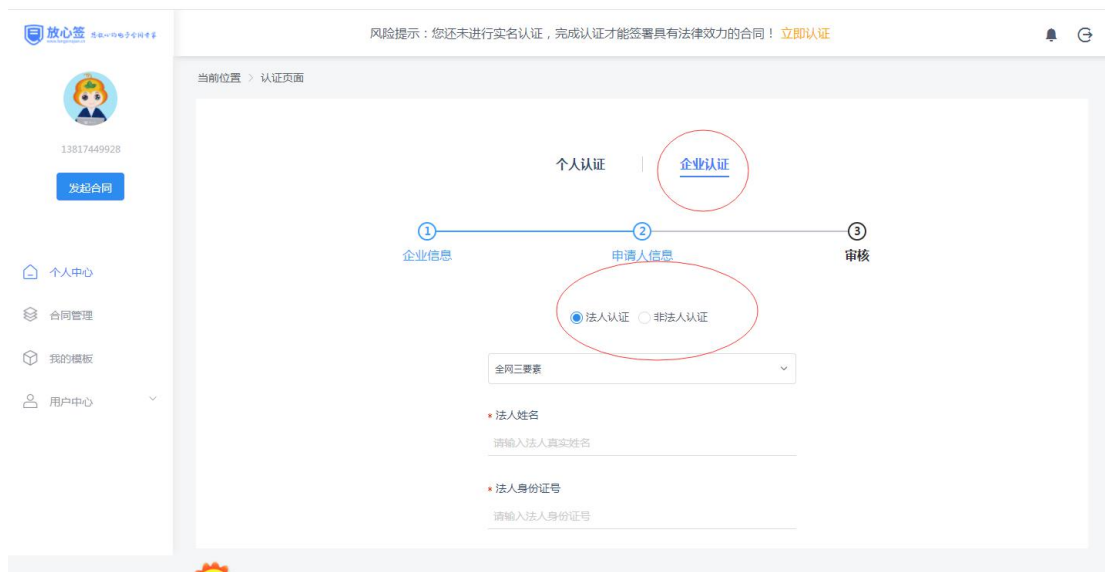 放心签
风险提示：您还未进行实名认证，完成认证才能签署具有法律效力的合同！ 立即认证
当前位置 > 认证页面
13817449928
发起合同
个人中心
合同管理
我的模板
用户中心
个人认证 企业认证
1 2 3
企业信息 申请人信息 审核
法人认证 非法人认证
全网三要素
* 法人姓名
请输入法人真实姓名
* 法人身份证号
请输入法人身份证号